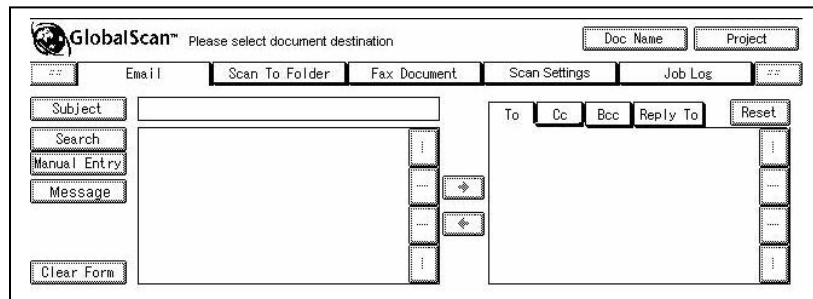 GlobalScan™ Please select document destination Doc Name Project
Email Scan To Folder Fax Document Scan Settings Job Log
Subject
To Cc Bcc Reply To Reset
Search
Manual Entry
Message
Clear Form